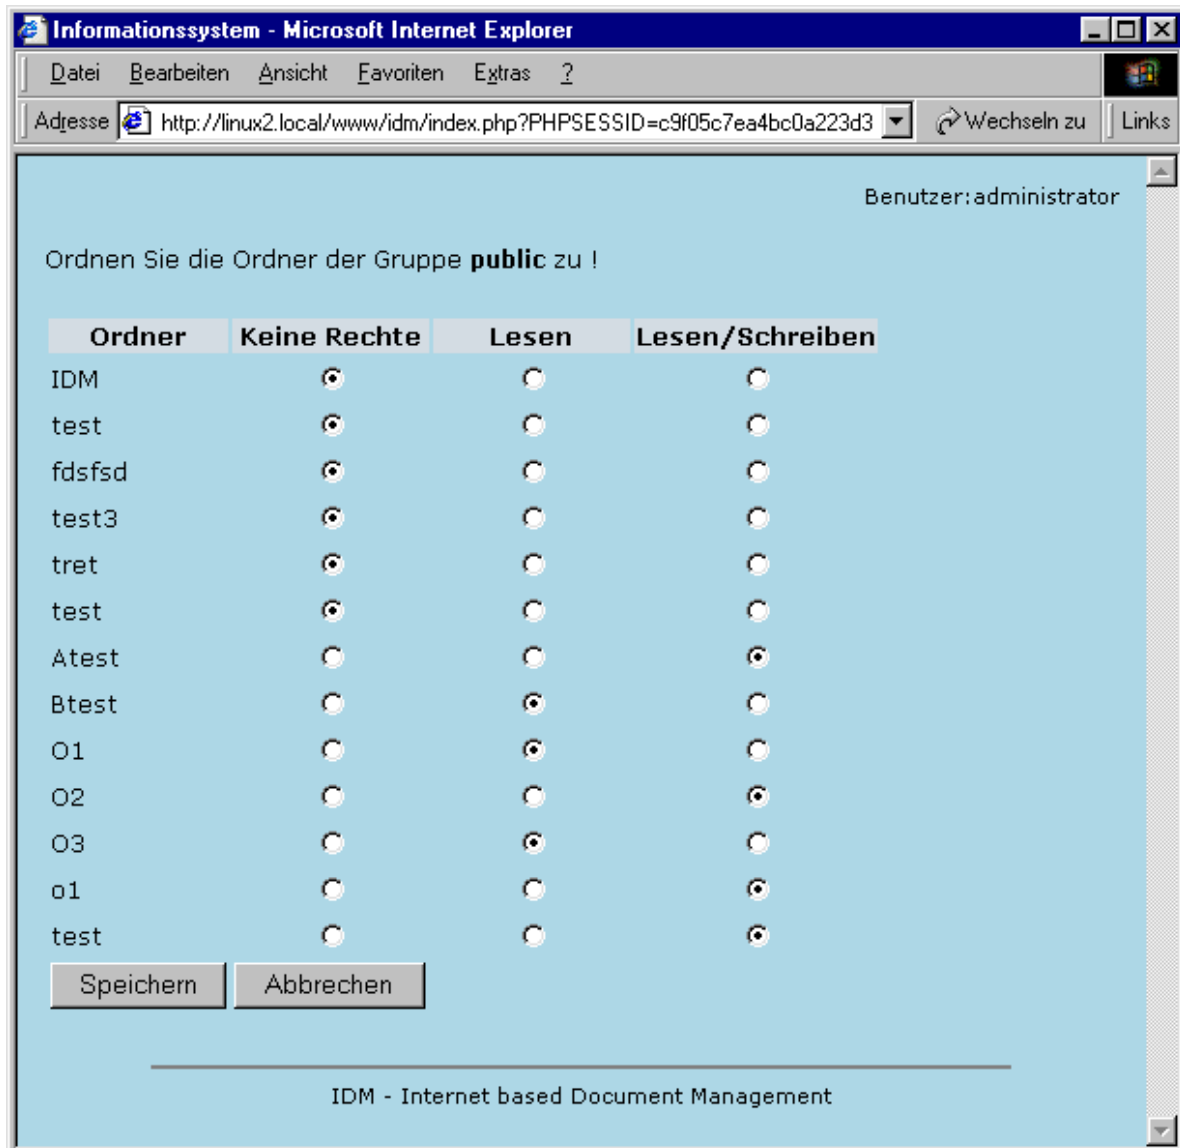 Informationssystem - Microsoft Internet Explorer
Datei Bearbeiten Ansicht Favoriten Extras ?
Adresse http://linux2.local/www/idm/index.php?PHPSESSID=c9f05c7ea4bc0a223d3 Wechseln zu Links
Benutzer:administrator
Ordnen Sie die Ordner der Gruppe public zu !
Ordner Keine Rechte Lesen Lesen/Schreiben
IDM
test
fdsfsd
test3
tret
test
Atest
Btest
O1
O2
O3
o1
test
Speichern Abbrechen
IDM - Internet based Document Management